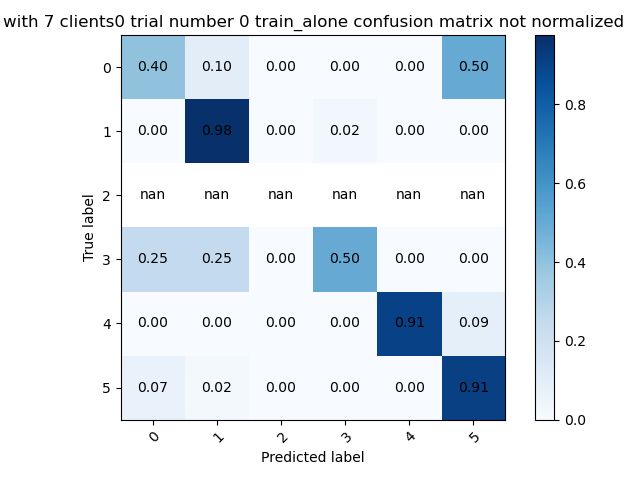 with 7 clients0 trial number 0 train_alone confusion matrix not normalized
0 0.40 0.10 0.00 0.00 0.00 0.50
1 0.00 0.98 0.00 0.02 0.00 0.00
2 nan nan nan nan nan nan
3 0.25 0.25 0.00 0.50 0.00 0.00
4 0.00 0.00 0.00 0.00 0.91 0.09
5 0.07 0.02 0.00 0.00 0.00 0.91
0 1 2 3 4 5
True label
Predicted label
0.8
0.6
0.4
0.2
0.0